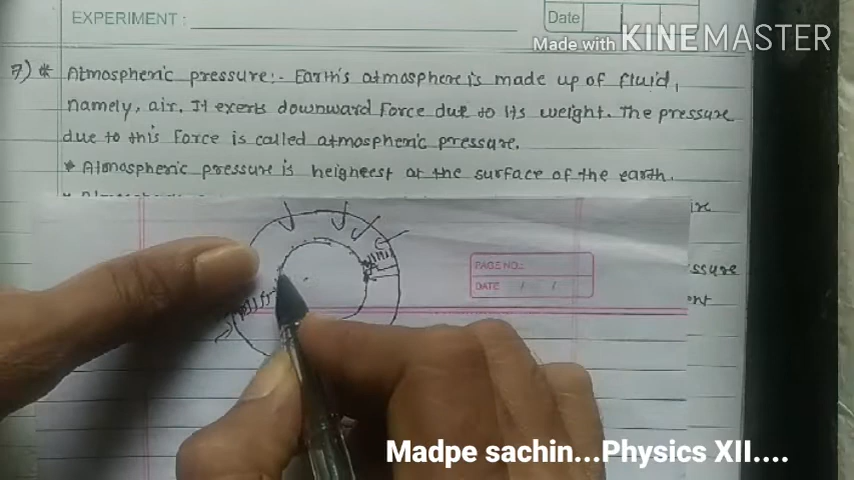 EXPERIMENT:
Date
Made with KINEMASTER
7) * Atmospheric pressure:- Earth's atmosphere is made up of fluid,
namely, air. It exerts downward force due to its weight. The pressure
due to this force is called atmospheric pressure.
* Atmospheric pressure is heigheest at the surface of the earth.
PAGE NO.:
DATE / /
ssure
Madpe sachin...Physics XII....